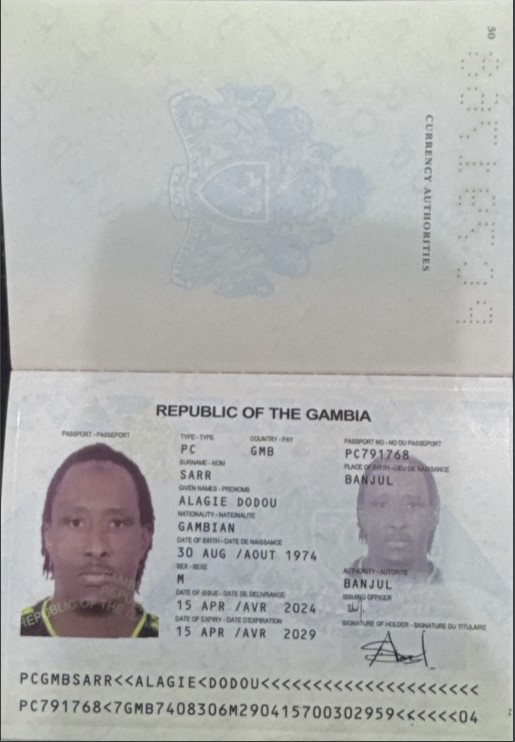 50
CURRENCY AUTHORITIES
REPUBLIC OF THE GAMBIA
PASSPORT - PASSEPORT
TYPE - TYPE
PC
COUNTRY - PAY
GMB
PASSPORT NO - NO DU PASSEPORT
PC791768
SURNAME - NOM
SARR
PLACE OF BIRTH - LIEU DE NAISSANCE
BANJUL
GIVEN NAMES - PRENOMS
ALAGIE DODOU
NATIONALITY - NATIONALITE
GAMBIAN
DATE OF BIRTH - DATE DE NAISSANCE
30 AUG /AOUT 1974
SEX - SEXE
M
AUTHORITY - AUTORITE
BANJUL
DATE OF ISSUE - DATE DE DELIVRANCE
15 APR /AVR 2024
ISSUING OFFICER
DATE OF EXPIRY - DATE D'EXPIRATION
15 APR /AVR 2029
SIGNATURE OF HOLDER - SIGNATURE DU TITULAIRE
REPUBLIC OF THE
PCGMBSARR<<ALAGIE<DODOU<<<<<<<<<<<<<<<<<<<<<
PC791768<7GMB7408306M290415700302959<<<<<<04